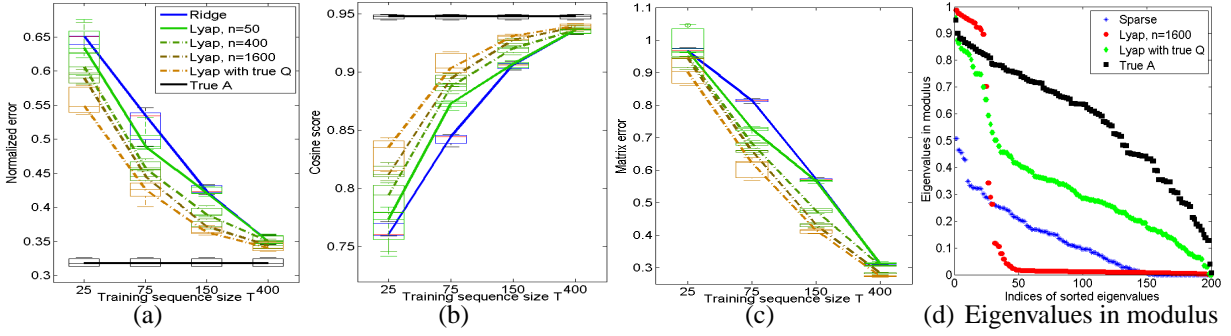 0.65
0.6
0.55
0.5
0.45
0.4
0.35
0.3
Normalized error
Ridge
Lyap, n=50
Lyap, n=400
Lyap, n=1600
Lyap with true Q
True A
25 75 150 400
Training sequence size T
(a)
0.95
0.9
0.85
0.8
0.75
Cosine score
25 75 150 400
Training sequence size T
(b)
1.1
1
0.9
0.8
0.7
0.6
0.5
0.4
0.3
Matrix error
25 75 150 400
Training sequence size T
(c)
1
0.9
0.8
0.7
0.6
0.5
0.4
0.3
0.2
0.1
0
Eigenvalues in modulus
Sparse
Lyap, n=1600
Lyap with true Q
True A
0 50 100 150 200
Indices of sorted eigenvalues
(d) Eigenvalues in modulus